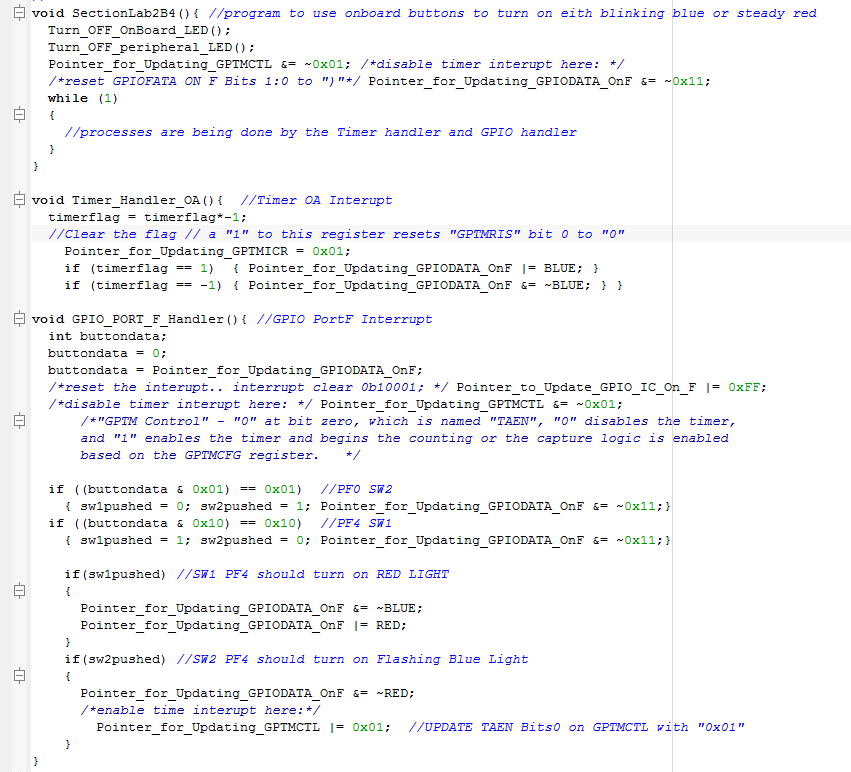 void SectionLab2B4(){ //program to use onboard buttons to turn on eith blinking blue or steady red
Turn_OFF_OnBoard_LED();
Turn_OFF_peripheral_LED();
Pointer_for_Updating_GPTMCTL &= ~0x01; /*disable timer interupt here: */
/*reset GPIOFATA ON F Bits 1:0 to ")"*/ Pointer_for_Updating_GPIODATA_OnF &= ~0x11;
while (1)
{
//processes are being done by the Timer handler and GPIO handler
}
}
void Timer_Handler_OA(){ //Timer OA Interupt
timerflag = timerflag*-1;
//Clear the flag // a "1" to this register resets "GPTMRIS" bit 0 to "0"
Pointer_for_Updating_GPTMICR = 0x01;
if (timerflag == 1) { Pointer_for_Updating_GPIODATA_OnF |= BLUE; }
if (timerflag == -1) { Pointer_for_Updating_GPIODATA_OnF &= ~BLUE; } }
void GPIO_PORT_F_Handler(){ //GPIO PortF Interrupt
int buttondata;
buttondata = 0;
buttondata = Pointer_for_Updating_GPIODATA_OnF;
/*reset the interupt.. interrupt clear 0b10001; */ Pointer_to_Update_GPIO_IC_On_F |= 0xFF;
/*disable timer interupt here: */ Pointer_for_Updating_GPTMCTL &= ~0x01;
/*"GPTM Control" - "0" at bit zero, which is named "TAEN", "0" disables the timer,
and "1" enables the timer and begins the counting or the capture logic is enabled
based on the GPTMCFG register. */
if ((buttondata & 0x01) == 0x01) //PF0 SW2
{ sw1pushed = 0; sw2pushed = 1; Pointer_for_Updating_GPIODATA_OnF &= ~0x11;}
if ((buttondata & 0x10) == 0x10) //PF4 SW1
{ sw1pushed = 1; sw2pushed = 0; Pointer_for_Updating_GPIODATA_OnF &= ~0x11;}
if(sw1pushed) //SW1 PF4 should turn on RED LIGHT
{
Pointer_for_Updating_GPIODATA_OnF &= ~BLUE;
Pointer_for_Updating_GPIODATA_OnF |= RED;
}
if(sw2pushed) //SW2 PF4 should turn on Flashing Blue Light
{
Pointer_for_Updating_GPIODATA_OnF &= ~RED;
/*enable time interupt here:*/
Pointer_for_Updating_GPTMCTL |= 0x01; //UPDATE TAEN Bits0 on GPTMCTL with "0x01"
}
}